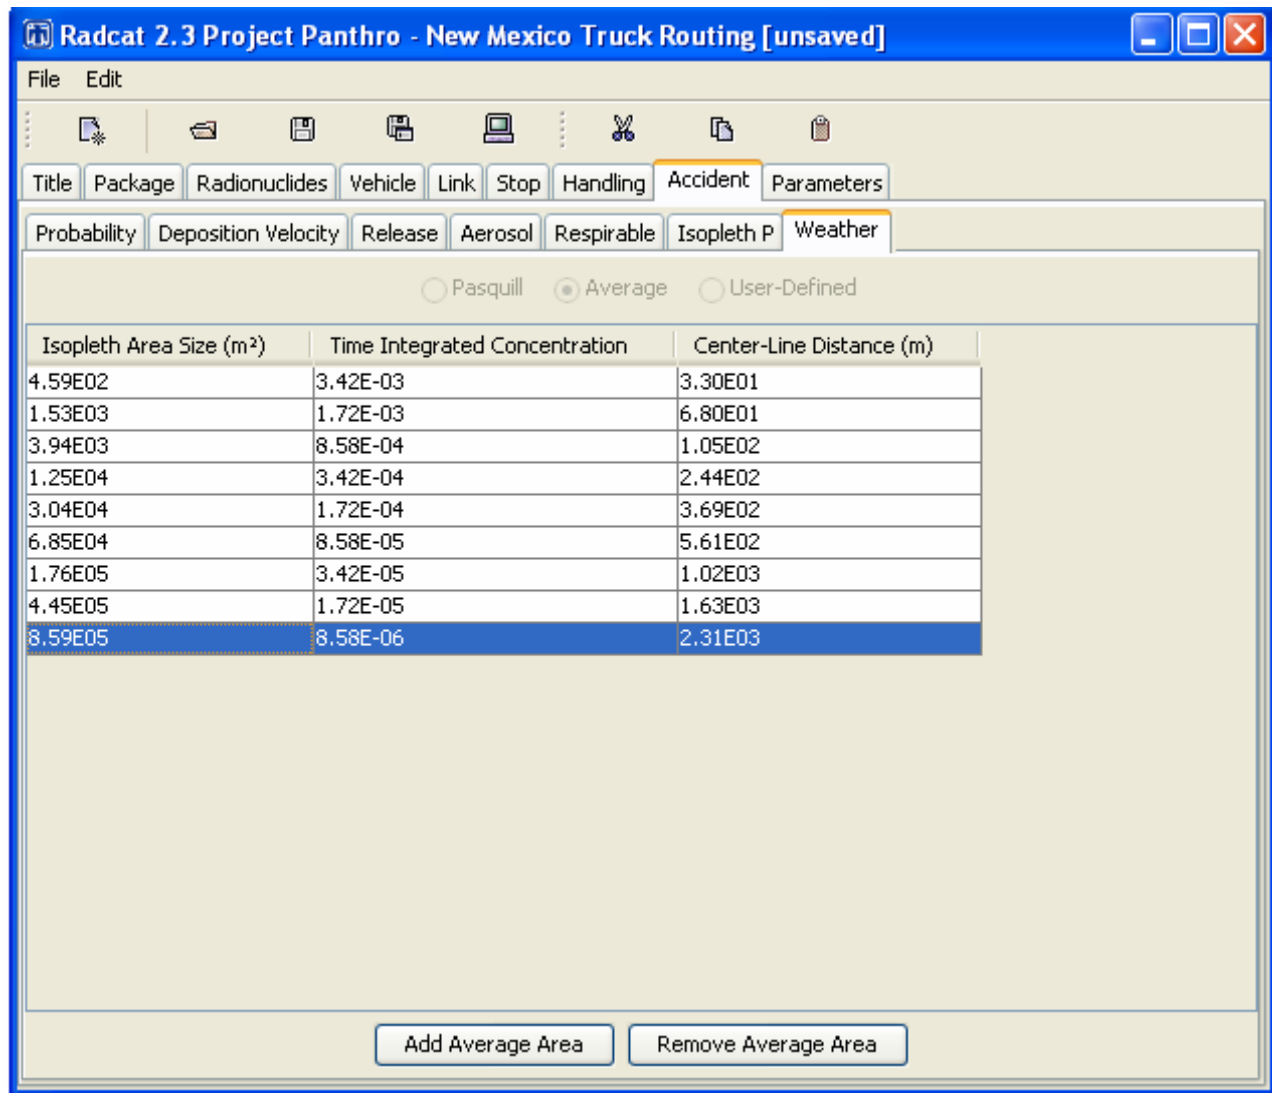 Radcat 2.3 Project Panthro - New Mexico Truck Routing [unsaved]
File Edit
Title Package Radionuclides Vehicle Link Stop Handling Accident Parameters
Probability Deposition Velocity Release Aerosol Respirable Isopleth P Weather
Pasquill Average User-Defined
Isopleth Area Size (m²) Time Integrated Concentration Center-Line Distance (m)
4.59E02 3.42E-03 3.30E01
1.53E03 1.72E-03 6.80E01
3.94E03 8.58E-04 1.05E02
1.25E04 3.42E-04 2.44E02
3.04E04 1.72E-04 3.69E02
6.85E04 8.58E-05 5.61E02
1.76E05 3.42E-05 1.02E03
4.45E05 1.72E-05 1.63E03
8.59E05 8.58E-06 2.31E03
Add Average Area Remove Average Area